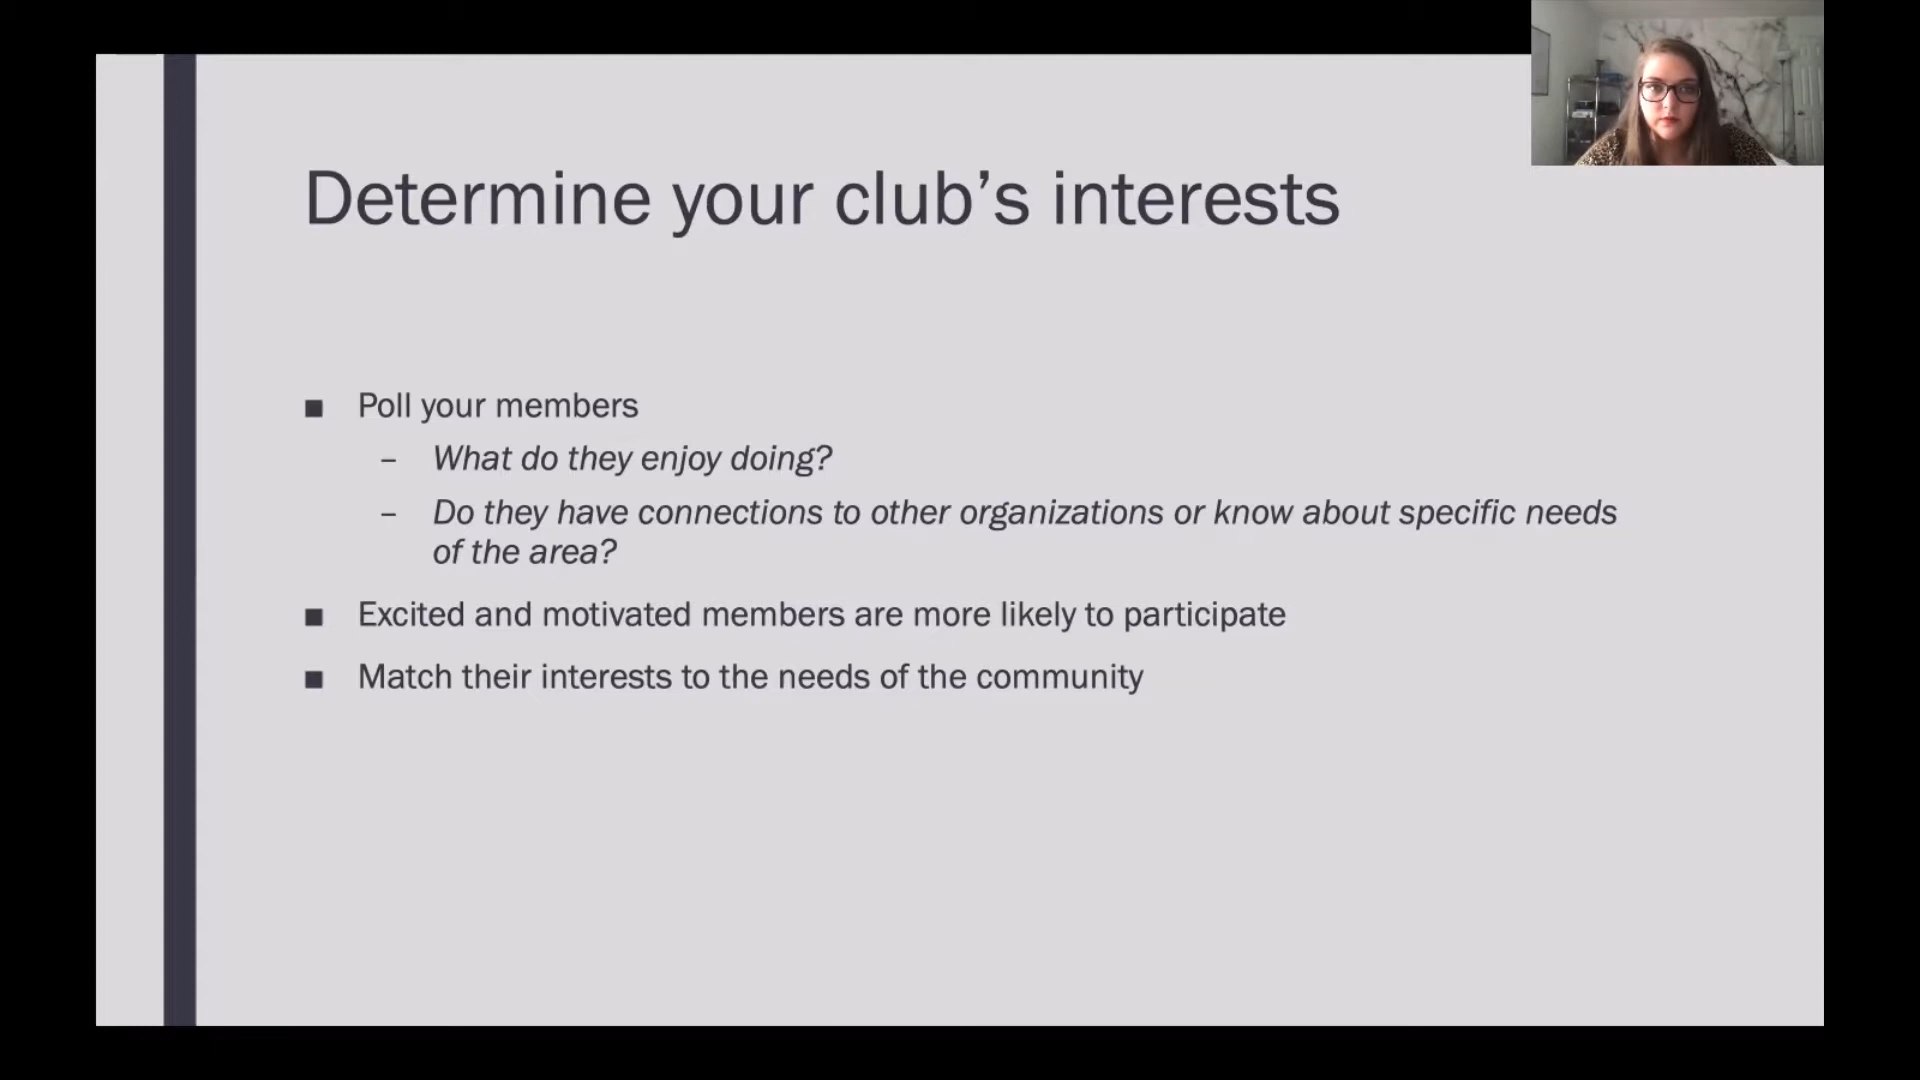 Determine your club’s interests
■ Poll your members
– What do they enjoy doing?
– Do they have connections to other organizations or know about specific needs
of the area?
■ Excited and motivated members are more likely to participate
■ Match their interests to the needs of the community